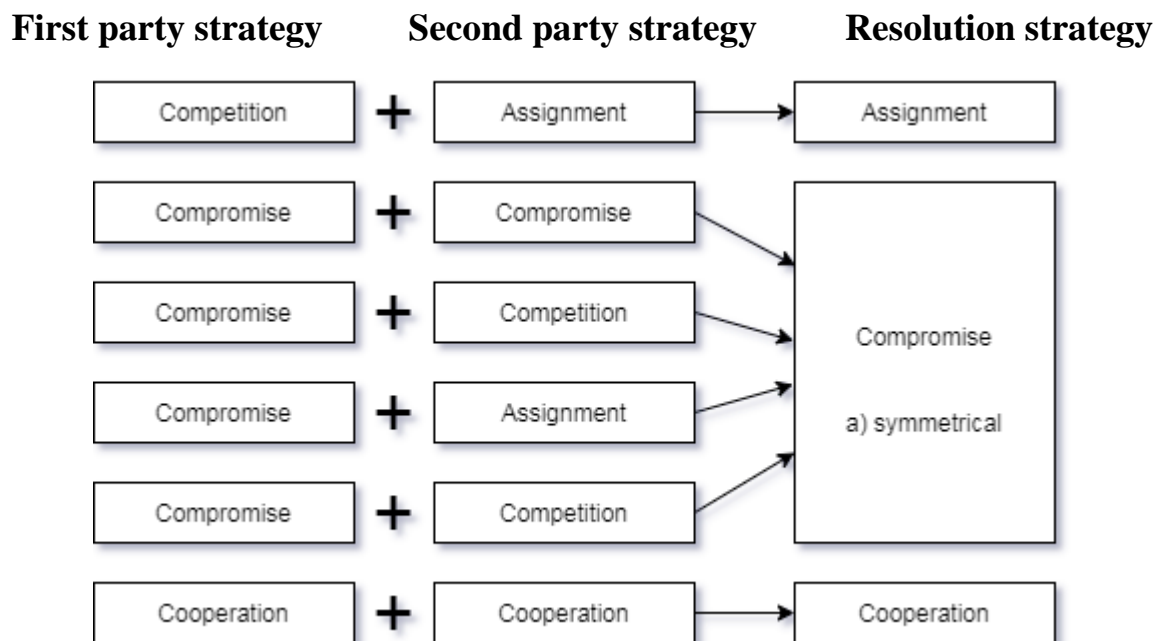 First party strategy Second party strategy Resolution strategy
Competition + Assignment Assignment
Compromise + Compromise
Compromise + Competition
Compromise
Compromise + Assignment
a) symmetrical
Compromise + Competition
Cooperation + Cooperation Cooperation